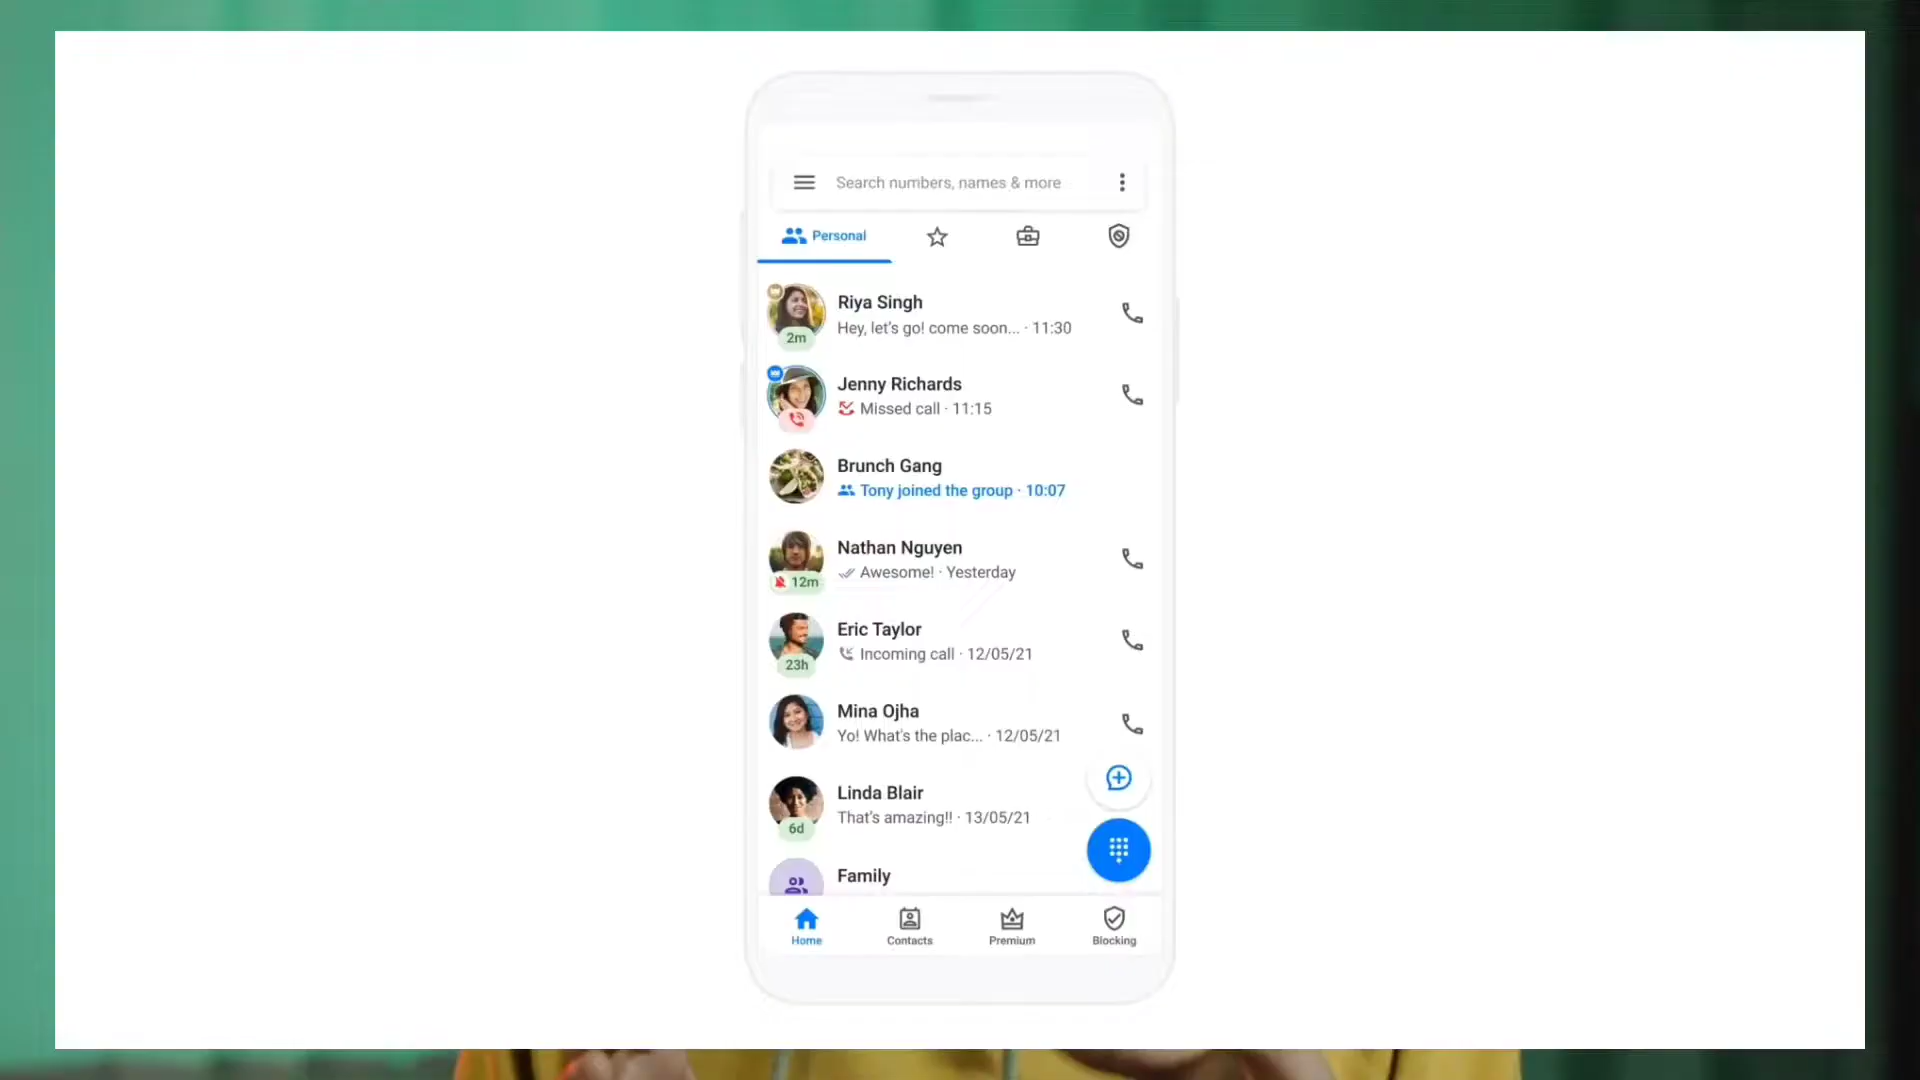 Search numbers, names & more
Personal
Riya Singh
Hey, let's go! come soon... · 11:30
2m
Jenny Richards
Missed call · 11:15
Brunch Gang
Tony joined the group · 10:07
Nathan Nguyen
Awesome! · Yesterday
12m
Eric Taylor
Incoming call · 12/05/21
23h
Mina Ojha
Yo! What's the plac... · 12/05/21
Linda Blair
That's amazing!! · 13/05/21
6d
Family
Home Contacts Premium Blocking